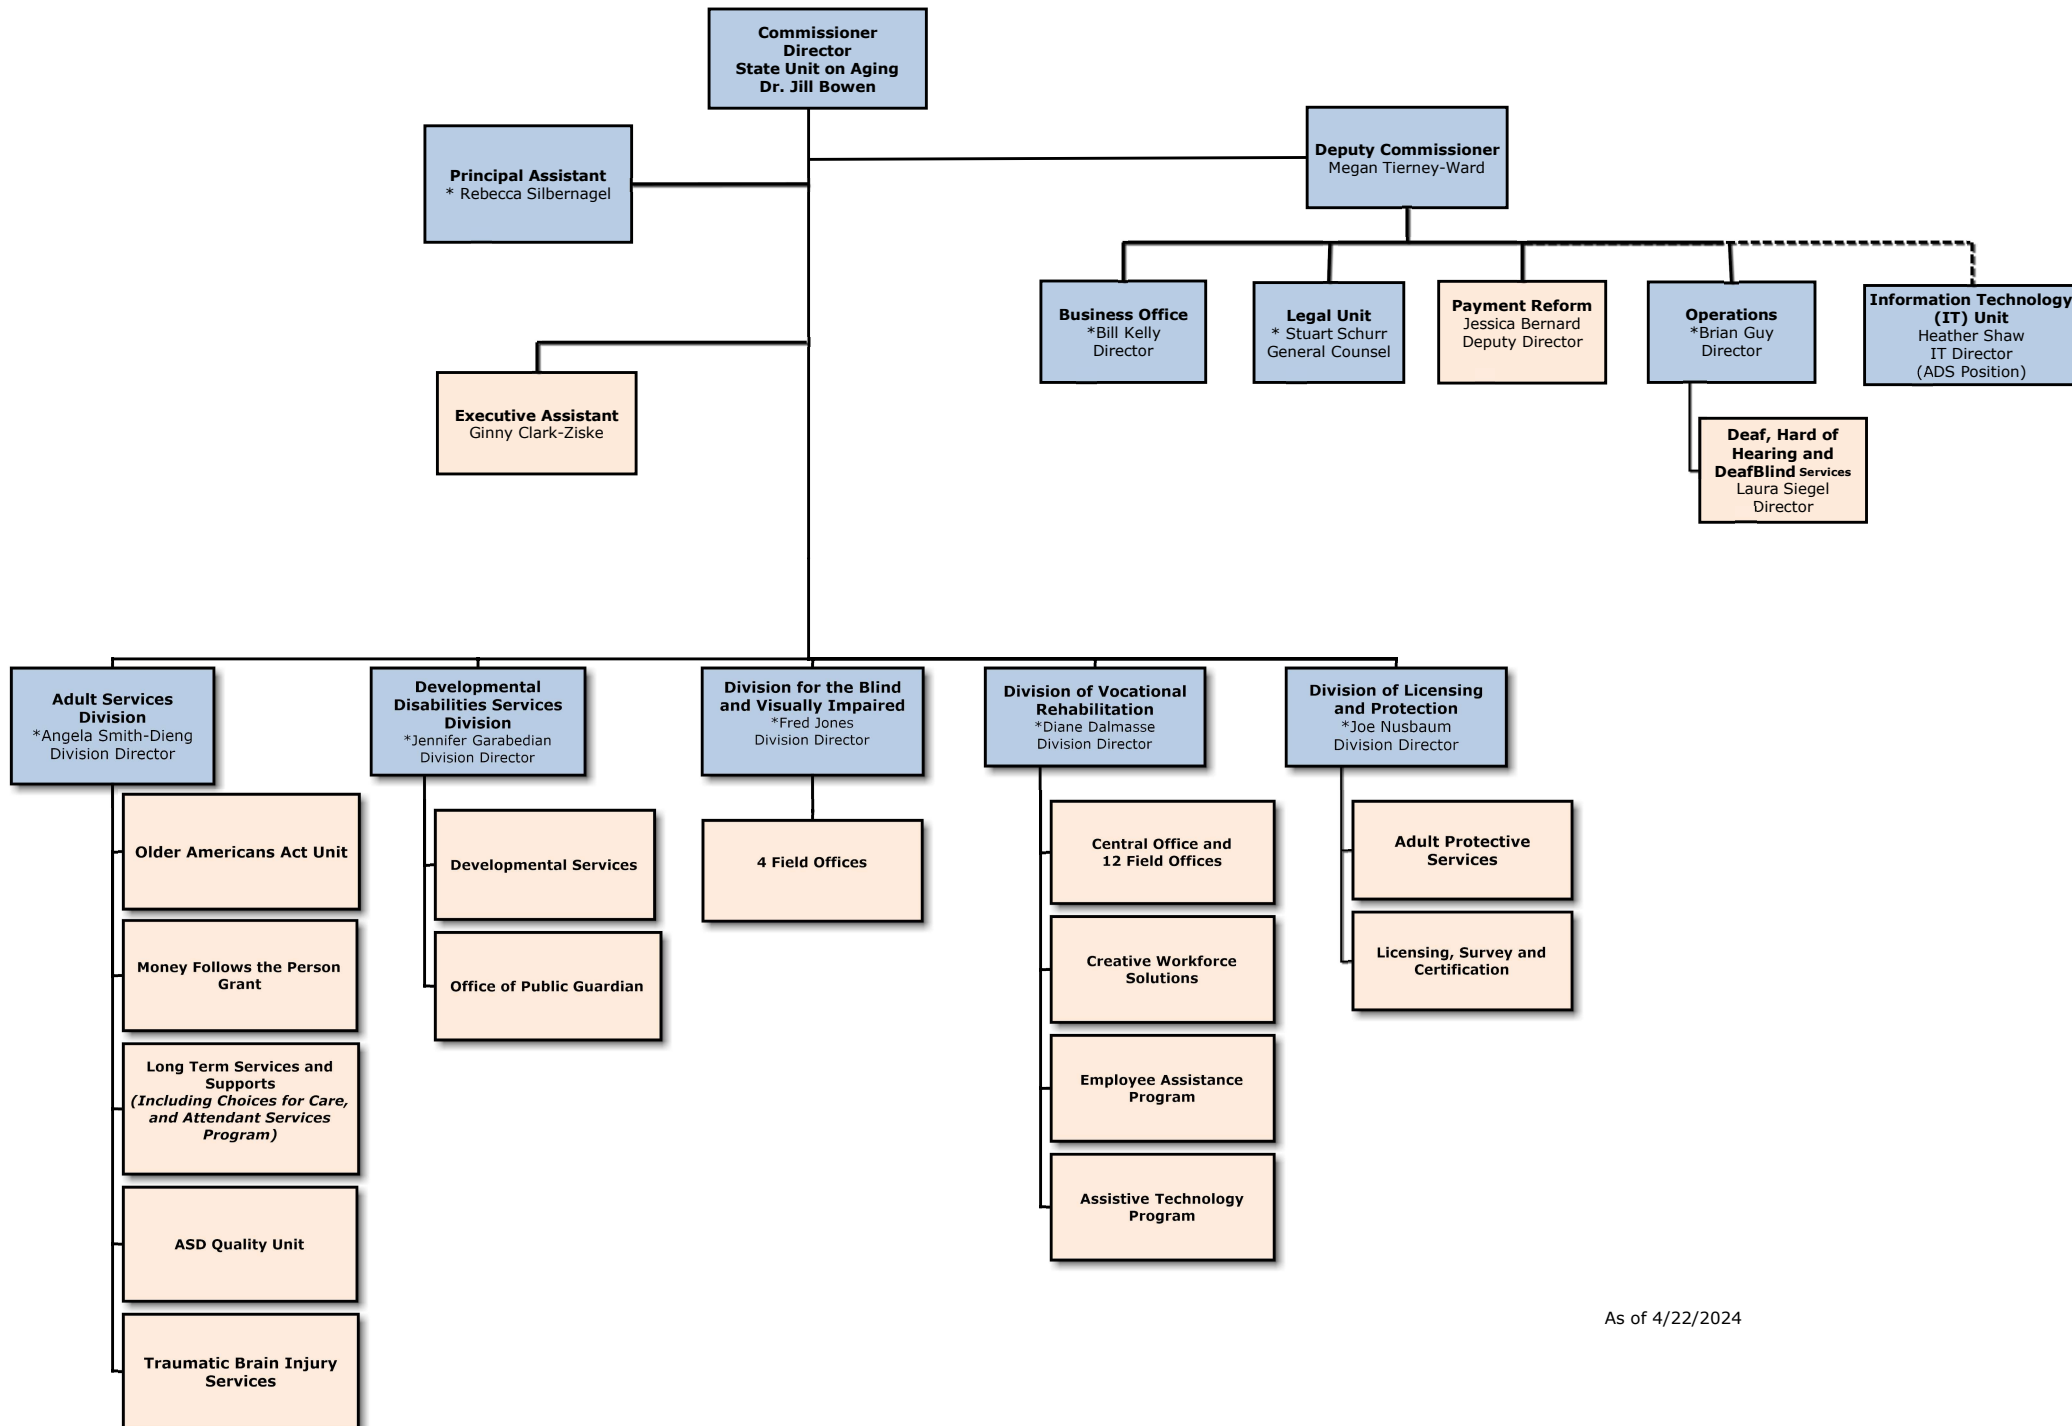 Commissioner
Director
State Unit on Aging
Dr. Jill Bowen
Principal Assistant
* Rebecca Silbernagel
Deputy Commissioner
Megan Tierney-Ward
Business Office
*Bill Kelly
Director
Legal Unit
* Stuart Schurr
General Counsel
Payment Reform
Jessica Bernard
Deputy Director
Operations
*Brian Guy
Director
Information Technology
(IT) Unit
Heather Shaw
IT Director
(ADS Position)
Executive Assistant
Ginny Clark-Ziske
Deaf, Hard of
Hearing and
DeafBlind Services
Laura Siegel
Director
Adult Services
Division
*Angela Smith-Dieng
Division Director
Developmental
Disabilities Services
Division
*Jennifer Garabedian
Division Director
Division for the Blind
and Visually Impaired
*Fred Jones
Division Director
Division of Vocational
Rehabilitation
*Diane Dalmasse
Division Director
Division of Licensing
and Protection
*Joe Nusbaum
Division Director
Older Americans Act Unit
Money Follows the Person
Grant
Long Term Services and
Supports
(Including Choices for Care,
and Attendant Services
Program)
ASD Quality Unit
Traumatic Brain Injury
Services
Developmental Services
Office of Public Guardian
4 Field Offices
Central Office and
12 Field Offices
Creative Workforce
Solutions
Employee Assistance
Program
Assistive Technology
Program
Adult Protective
Services
Licensing, Survey and
Certification
As of 4/22/2024